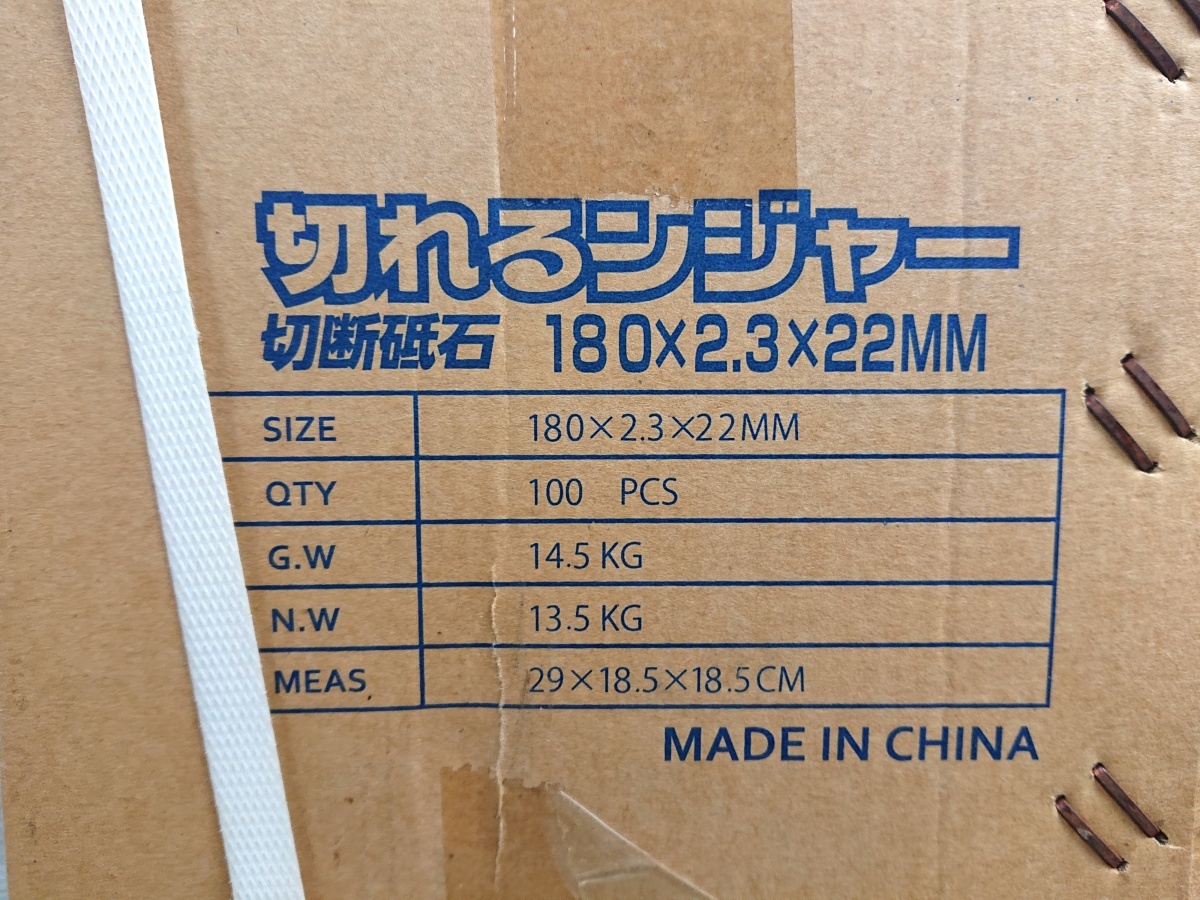 切れるンジャー
切断砥石 180×2.3×22MM
SIZE 180×2.3×22MM
QTY 100 PCS
G.W 14.5 KG
N.W 13.5 KG
MEAS 29×18.5×18.5CM
MADE IN CHINA